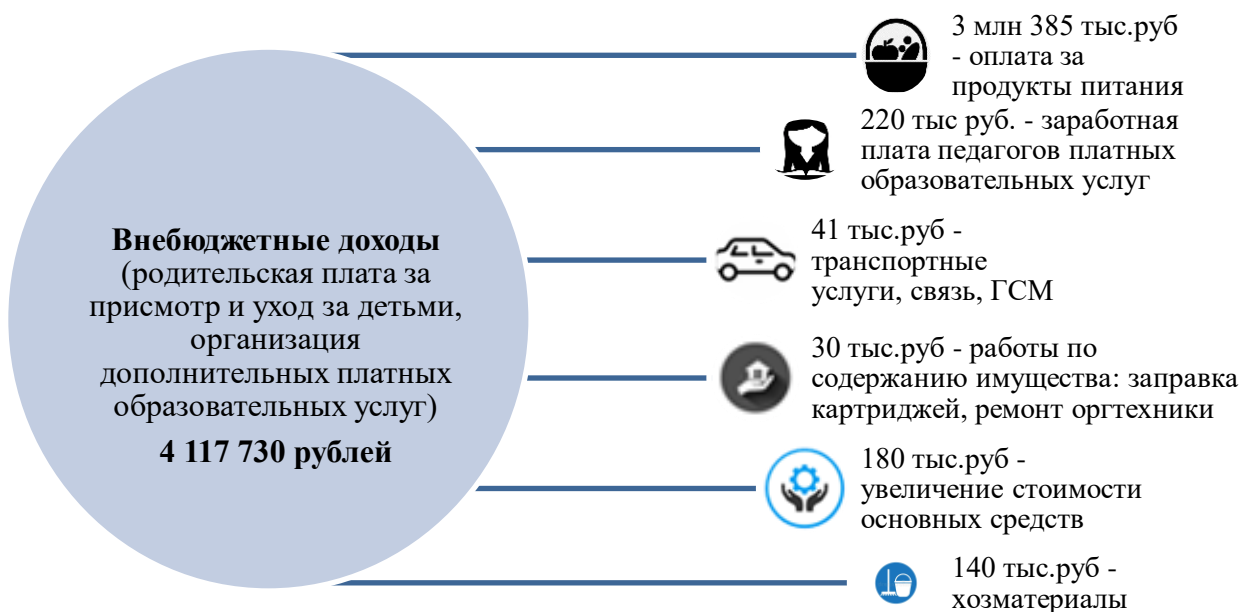 Внебюджетные доходы
(родительская плата за
присмотр и уход за детьми,
организация
дополнительных платных
образовательных услуг)
4 117 730 рублей
3 млн 385 тыс.руб
- оплата за
продукты питания
220 тыс руб. - заработная
плата педагогов платных
образовательных услуг
41 тыс.руб -
транспортные
услуги, связь, ГСМ
30 тыс.руб - работы по
содержанию имущества: заправка
картриджей, ремонт оргтехники
180 тыс.руб -
увеличение стоимости
основных средств
140 тыс.руб -
хозматериалы